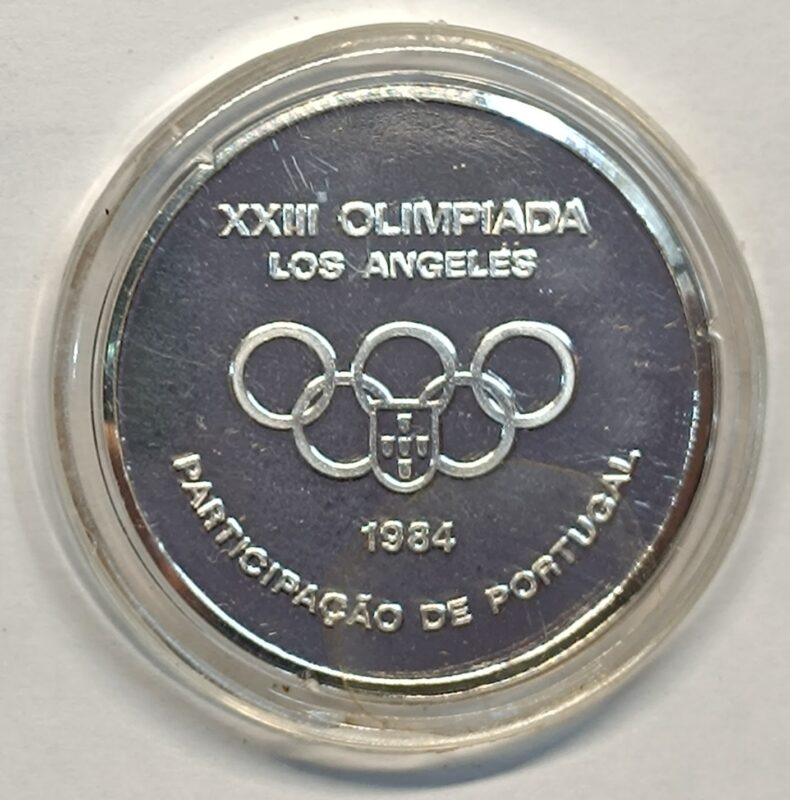 XXIII OLIMPIADA
LOS ANGELES
1984
PARTICIPAÇÃO DE PORTUGAL